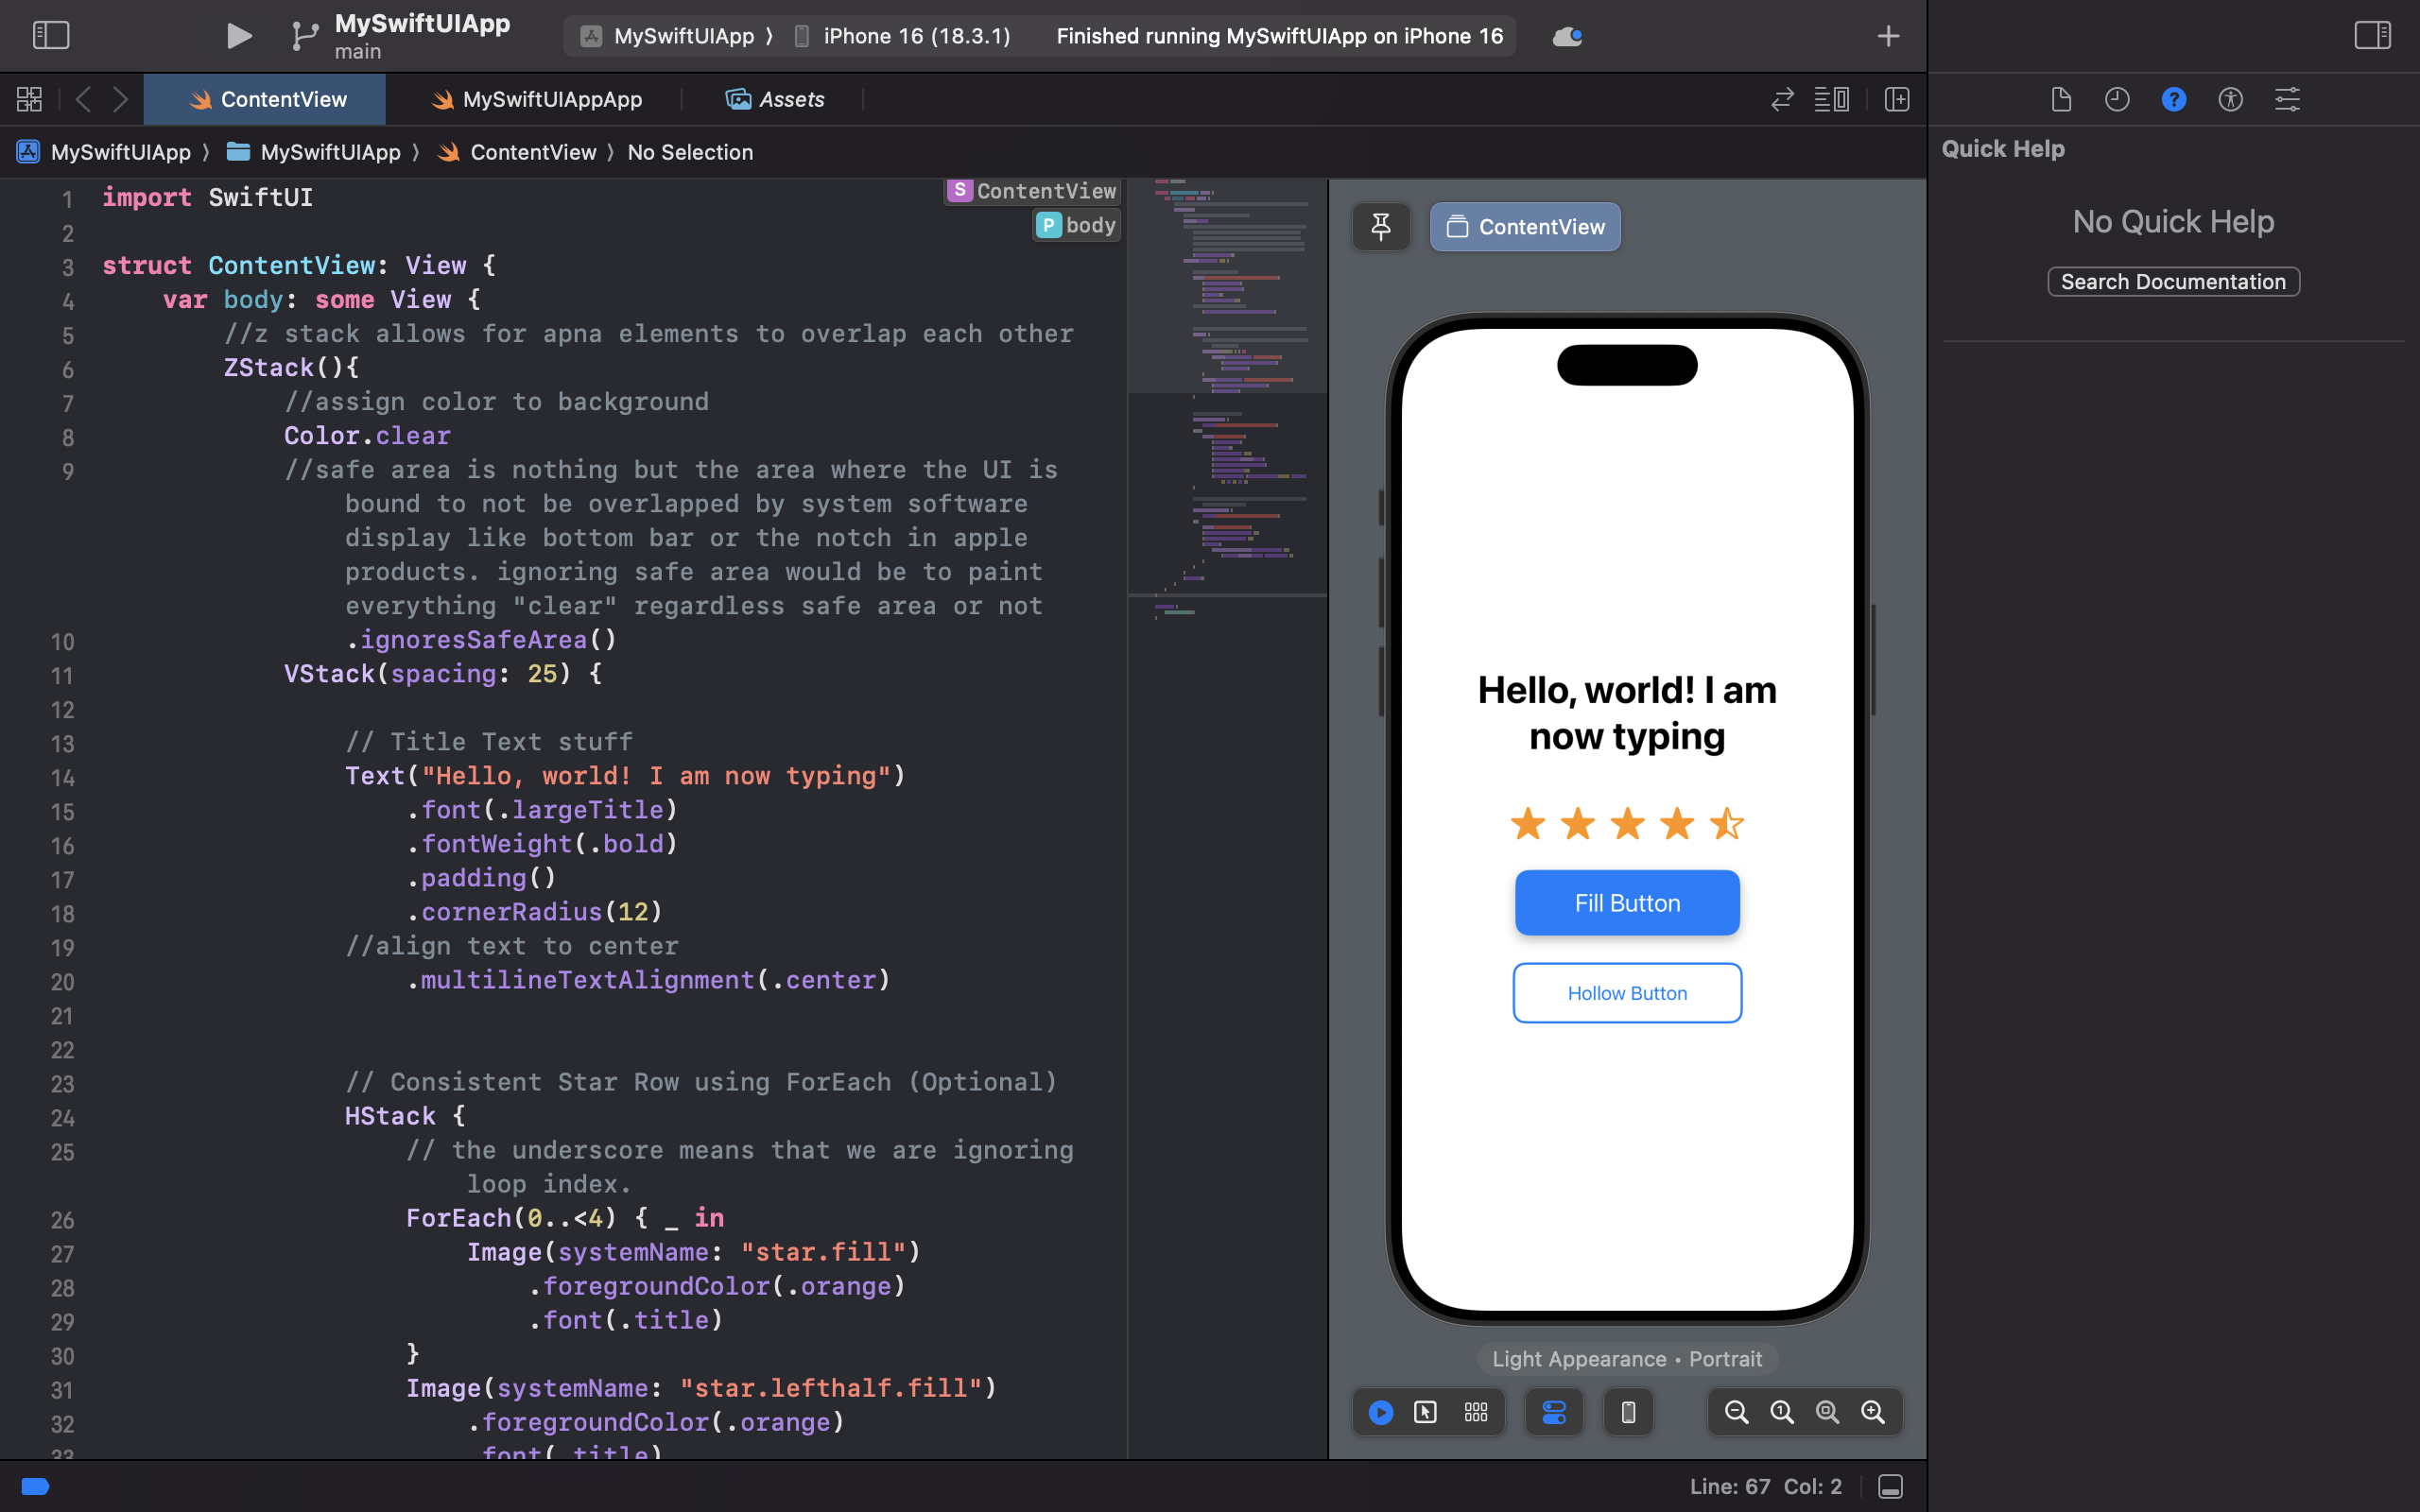 MySwiftUIApp
main
MySwiftUIApp ⟩ iPhone 16 (18.3.1) Finished running MySwiftUIApp on iPhone 16
ContentView MySwiftUIAppApp Assets
MySwiftUIApp ⟩ MySwiftUIApp ⟩ ContentView ⟩ No Selection
1 import SwiftUI
2
3 struct ContentView: View {
4 var body: some View {
5 //z stack allows for apna elements to overlap each other
6 ZStack(){
7 //assign color to background
8 Color.clear
9 //safe area is nothing but the area where the UI is
bound to not be overlapped by system software
display like bottom bar or the notch in apple
products. ignoring safe area would be to paint
everything "clear" regardless safe area or not
10 .ignoresSafeArea()
11 VStack(spacing: 25) {
12
13 // Title Text stuff
14 Text("Hello, world! I am now typing")
15 .font(.largeTitle)
16 .fontWeight(.bold)
17 .padding()
18 .cornerRadius(12)
19 //align text to center
20 .multilineTextAlignment(.center)
21
22
23 // Consistent Star Row using ForEach (Optional)
24 HStack {
25 // the underscore means that we are ignoring
loop index.
26 ForEach(0..<4) { _ in
27 Image(systemName: "star.fill")
28 .foregroundColor(.orange)
29 .font(.title)
30 }
31 Image(systemName: "star.lefthalf.fill")
32 .foregroundColor(.orange)
33 .font(.title)
S ContentView
P body
ContentView
Hello, world! I am
now typing
Fill Button
Hollow Button
Light Appearance • Portrait
Quick Help
No Quick Help
Search Documentation
Line: 67 Col: 2